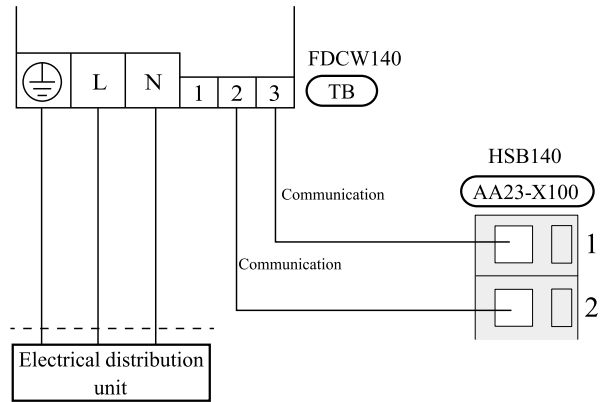 FDCW140
TB
L N 1 2 3
HSB140
AA23-X100
Communication
1
Communication
2
Electrical distribution
unit